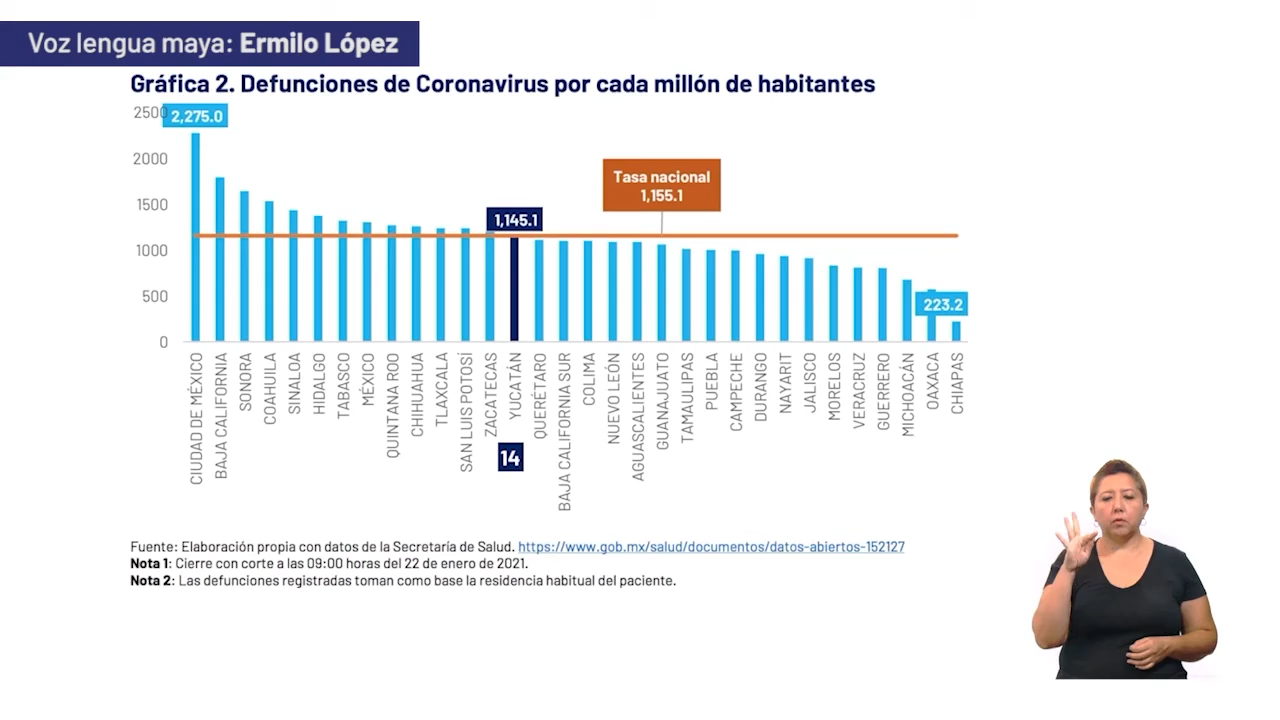 Voz lengua maya: Ermilo López
Gráfica 2. Defunciones de Coronavirus por cada millón de habitantes
2500
2,275.0
2000
Tasa nacional
1,155.1
1500
1,145.1
1000
500
223.2
0
CIUDAD DE MÉXICO
BAJA CALIFORNIA
SONORA
COAHUILA
SINALOA
HIDALGO
TABASCO
MÉXICO
QUINTANA ROO
CHIHUAHUA
TLAXCALA
SAN LUIS POTOSÍ
ZACATECAS
YUCATÁN
QUERÉTARO
BAJA CALIFORNIA SUR
COLIMA
NUEVO LEÓN
AGUASCALIENTES
GUANAJUATO
TAMAULIPAS
PUEBLA
CAMPECHE
DURANGO
NAYARIT
JALISCO
MORELOS
VERACRUZ
GUERRERO
MICHOACÁN
OAXACA
CHIAPAS
14
Fuente: Elaboración propia con datos de la Secretaría de Salud. https://www.gob.mx/salud/documentos/datos-abiertos-152127
Nota 1: Cierre con corte a las 09:00 horas del 22 de enero de 2021.
Nota 2: Las defunciones registradas toman como base la residencia habitual del paciente.